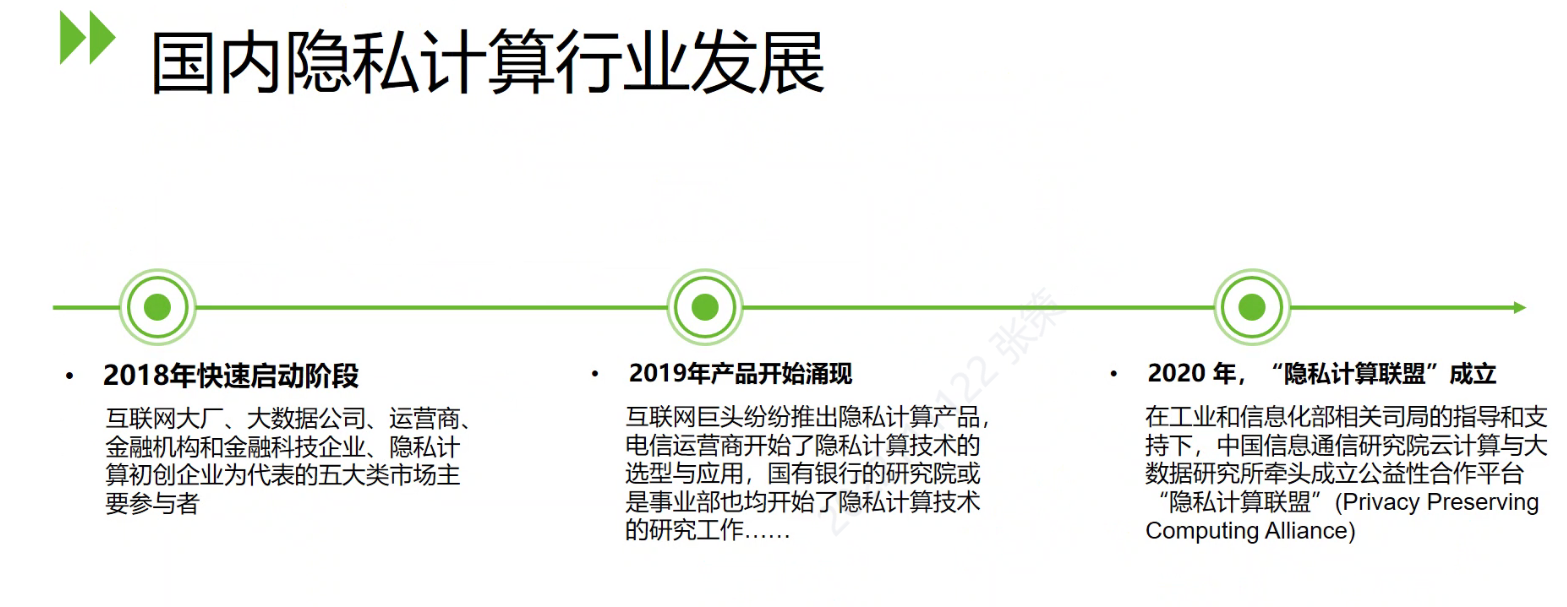 国内隐私计算行业发展
• 2018年快速启动阶段
互联网大厂、大数据公司、运营商、
金融机构和金融科技企业、隐私计
算初创企业为代表的五大类市场主
要参与者
• 2019年产品开始涌现
互联网巨头纷纷推出隐私计算产品，
电信运营商开始了隐私计算技术的
选型与应用，国有银行的研究院或
是事业部也均开始了隐私计算技术
的研究工作……
• 2020 年，“隐私计算联盟”成立
在工业和信息化部相关司局的指导和支
持下，中国信息通信研究院云计算与大
数据研究所牵头成立公益性合作平台
“隐私计算联盟”(Privacy Preserving
Computing Alliance)
张策